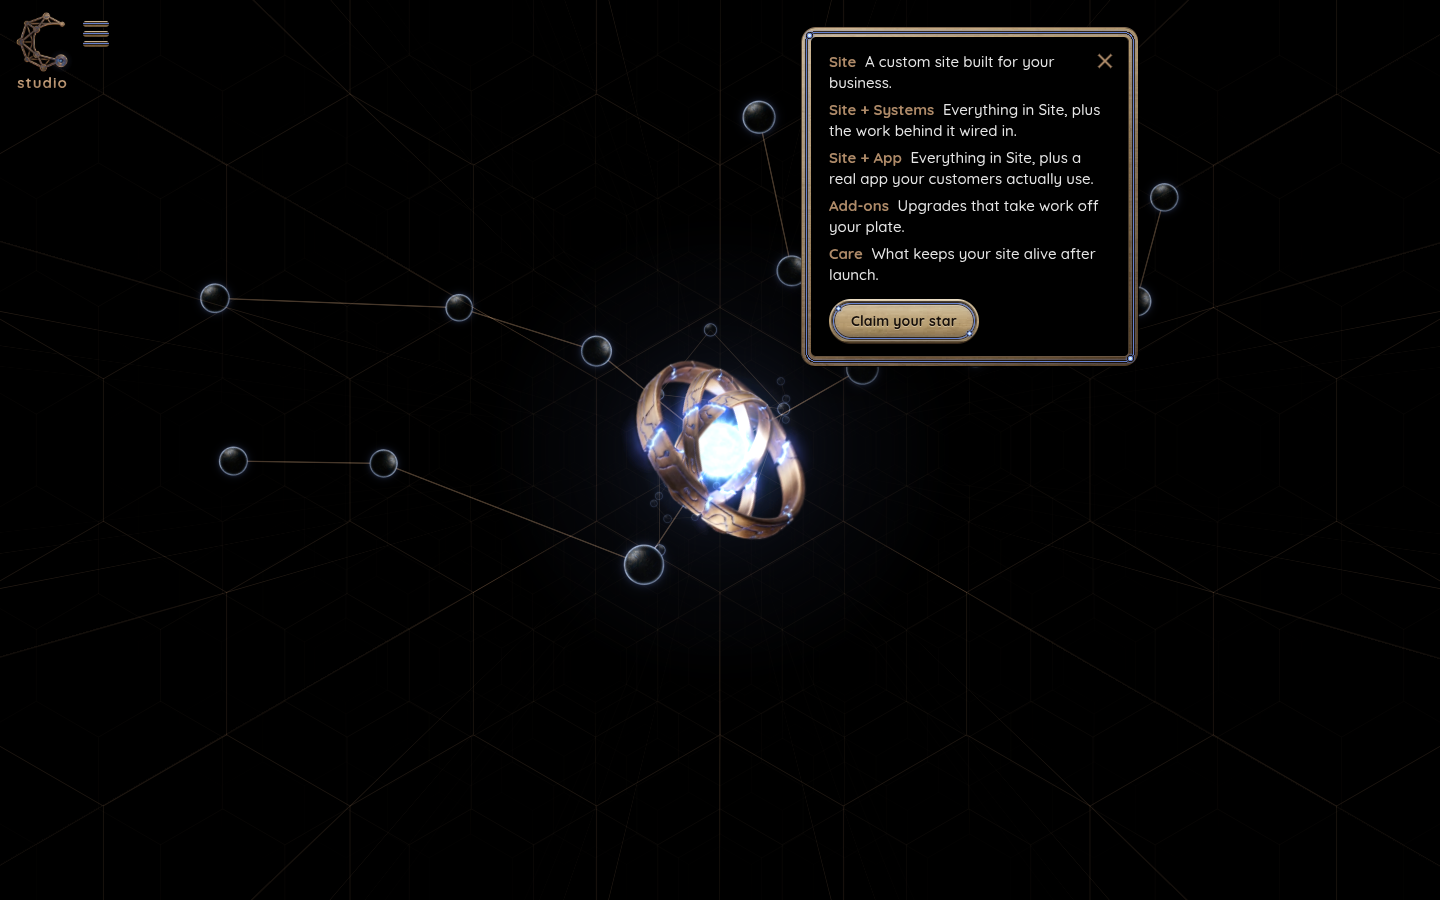 studio
Site A custom site built for your
business.
Site + Systems Everything in Site, plus
the work behind it wired in.
Site + App Everything in Site, plus a
real app your customers actually use.
Add-ons Upgrades that take work off
your plate.
Care What keeps your site alive after
launch.
Claim your star